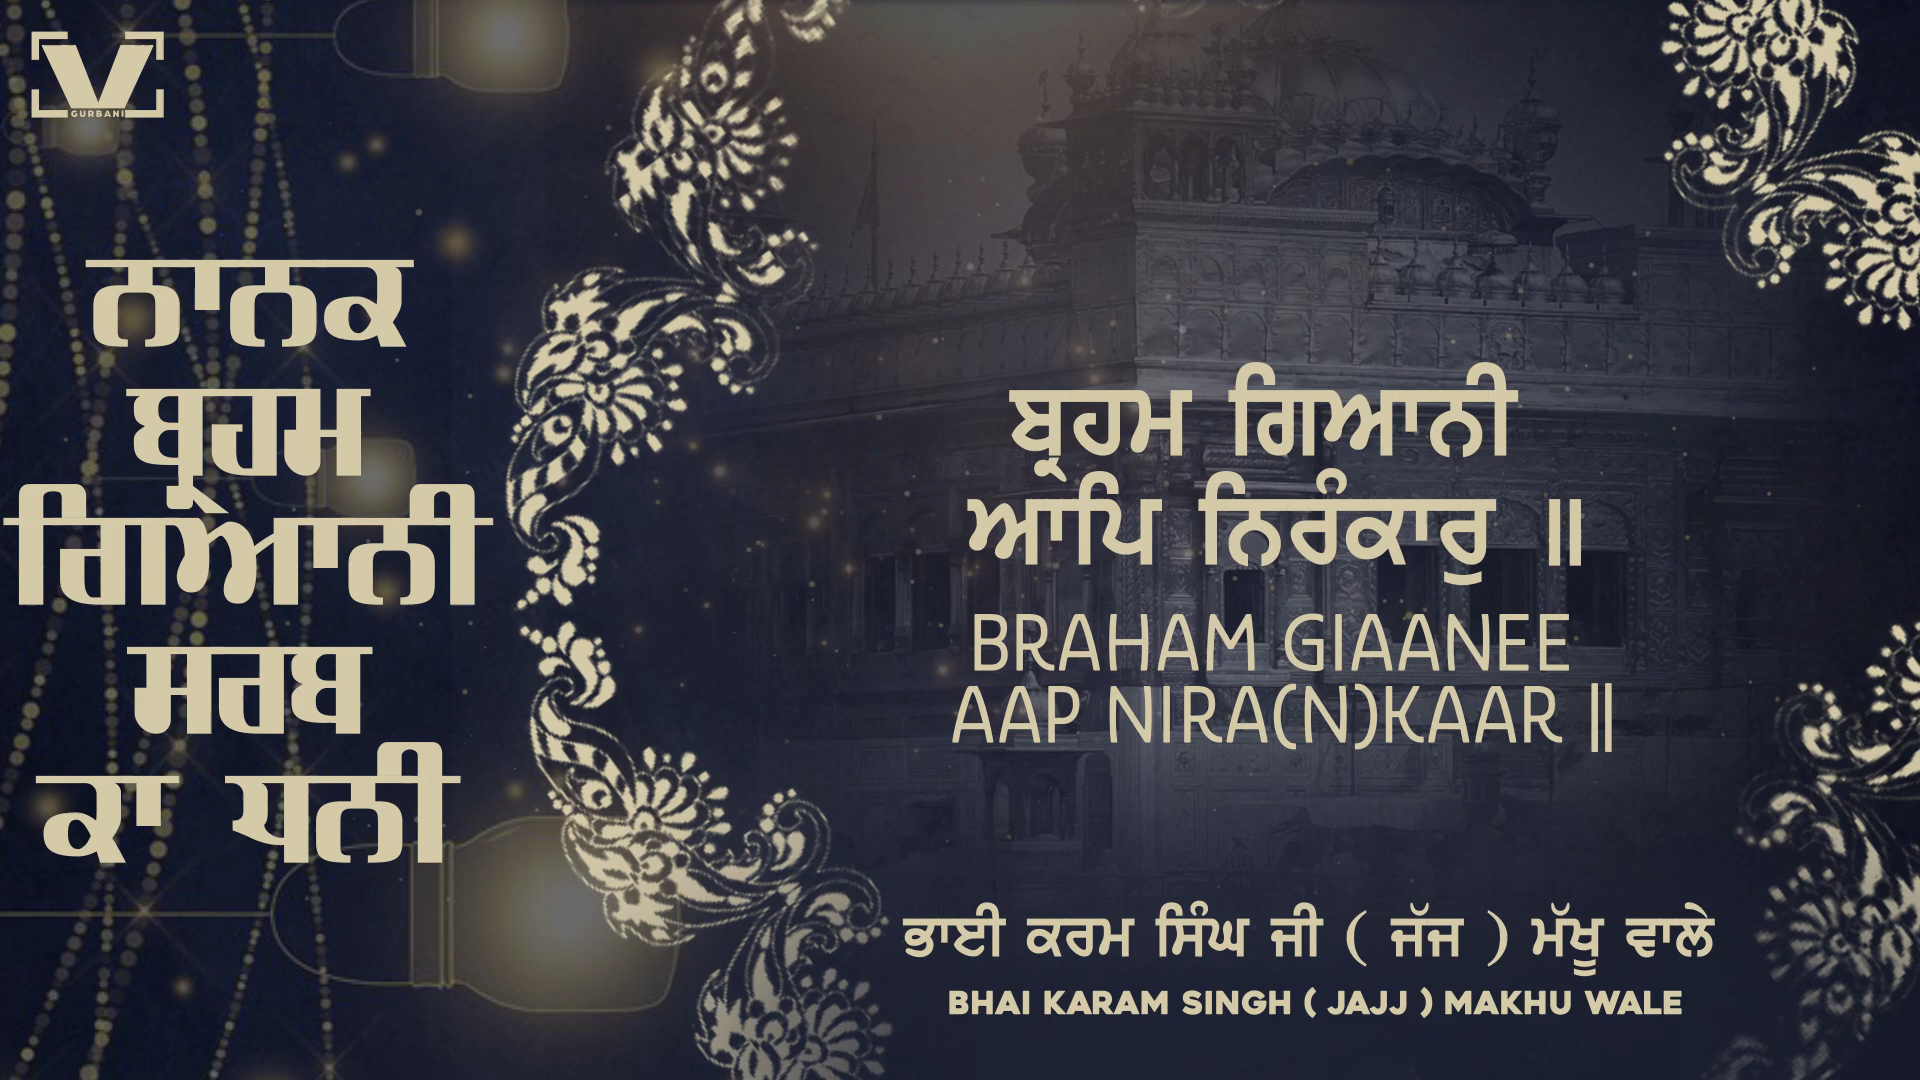 V
GURBANI
ਨਾਨਕ
ਬ੍ਰਹਮ
ਗਿਆਨੀ
ਸਰਬ
ਕਾ ਧਨੀ
ਬ੍ਰਹਮ ਗਿਆਨੀ
ਆਪਿ ਨਿਰੰਕਾਰੁ ॥
BRAHAM GIAANEE
AAP NIRA(N)KAAR ||
ਭਾਈ ਕਰਮ ਸਿੰਘ ਜੀ ( ਜੱਜ ) ਮੱਖੂ ਵਾਲੇ
BHAI KARAM SINGH ( JAJJ ) MAKHU WALE